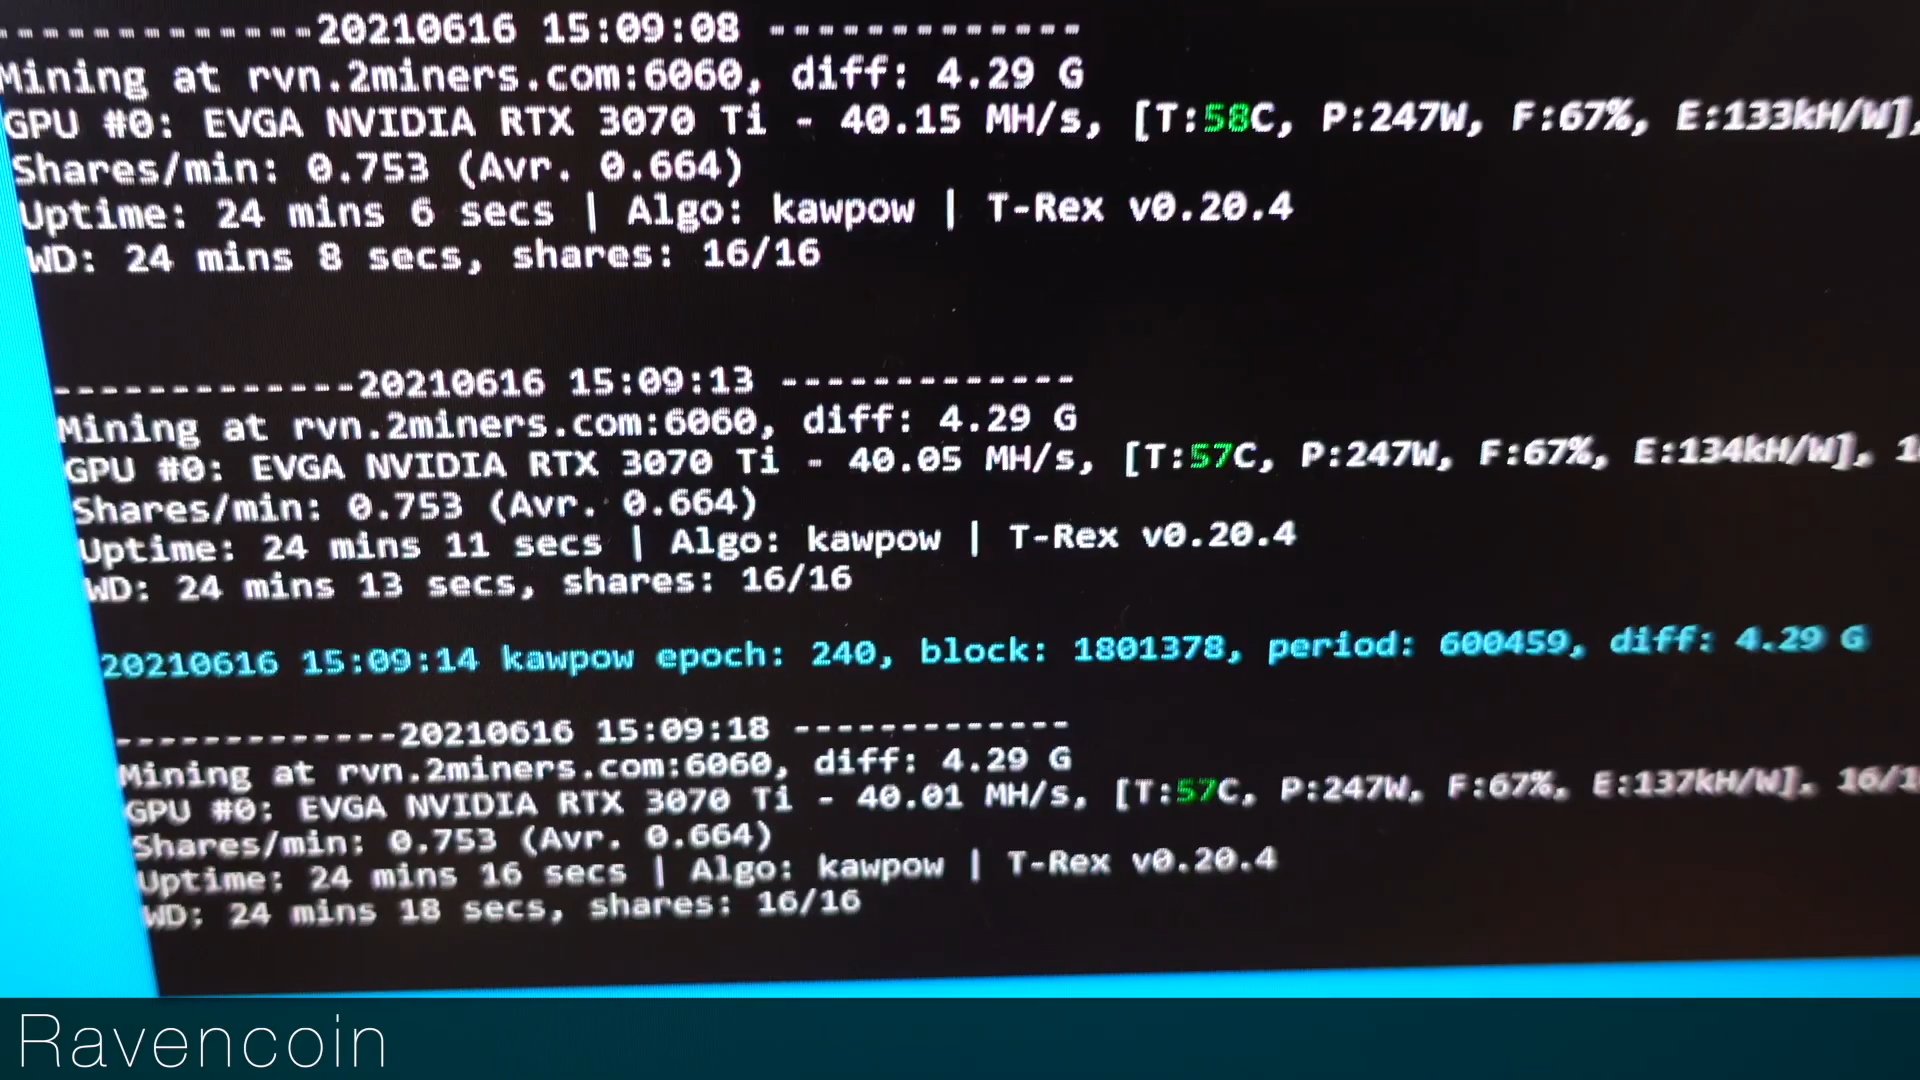 -------------20210616 15:09:08 -------------
Mining at rvn.2miners.com:6060, diff: 4.29 G
GPU #0: EVGA NVIDIA RTX 3070 Ti - 40.15 MH/s, [T:58C, P:247W, F:67%, E:133kH/W],
Shares/min: 0.753 (Avr. 0.664)
Uptime: 24 mins 6 secs | Algo: kawpow | T-Rex v0.20.4
WD: 24 mins 8 secs, shares: 16/16
-------------20210616 15:09:13 -------------
Mining at rvn.2miners.com:6060, diff: 4.29 G
GPU #0: EVGA NVIDIA RTX 3070 Ti - 40.05 MH/s, [T:57C, P:247W, F:67%, E:134kH/W],
Shares/min: 0.753 (Avr. 0.664)
Uptime: 24 mins 11 secs | Algo: kawpow | T-Rex v0.20.4
WD: 24 mins 13 secs, shares: 16/16
20210616 15:09:14 kawpow epoch: 240, block: 1801378, period: 600459, diff: 4.29 G
-------------20210616 15:09:18 -------------
Mining at rvn.2miners.com:6060, diff: 4.29 G
GPU #0: EVGA NVIDIA RTX 3070 Ti - 40.01 MH/s, [T:57C, P:247W, F:67%, E:137kH/W], 16/1
Shares/min: 0.753 (Avr. 0.664)
Uptime: 24 mins 16 secs | Algo: kawpow | T-Rex v0.20.4
WD: 24 mins 18 secs, shares: 16/16
Ravencoin